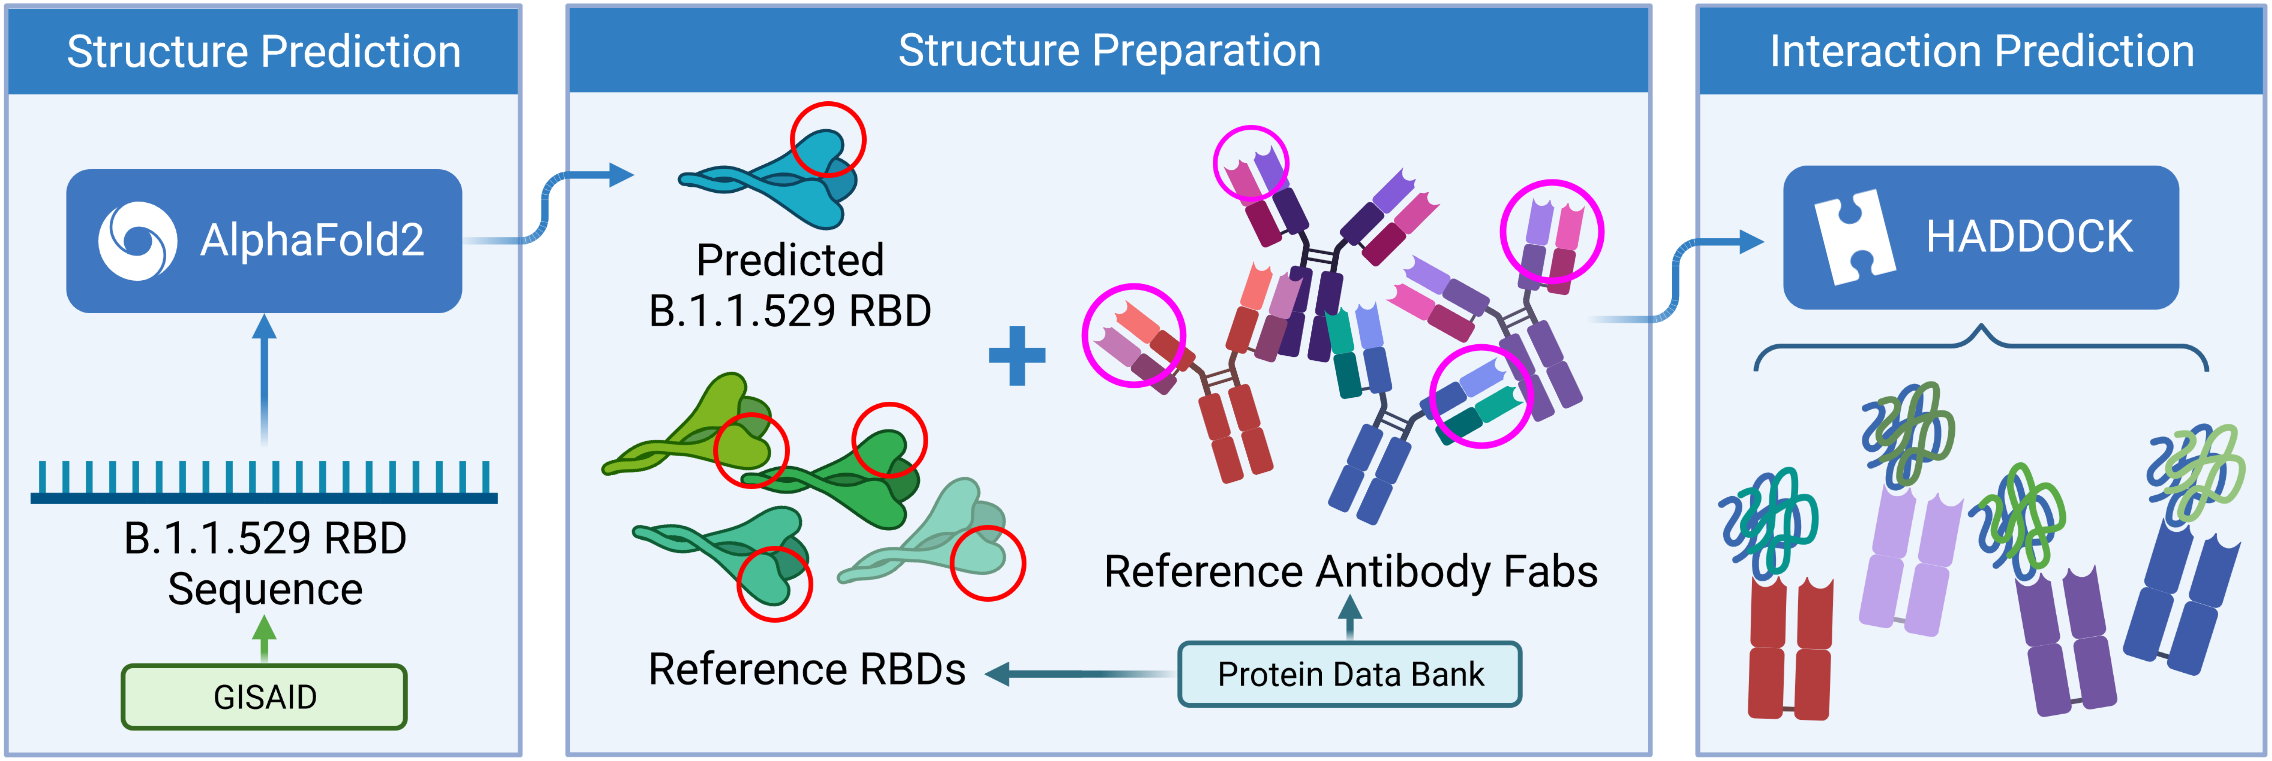 Structure Prediction
AlphaFold2
B.1.1.529 RBD
Sequence
GISAID
Structure Preparation
Predicted
B.1.1.529 RBD
Reference RBDs
Reference Antibody Fabs
Protein Data Bank
Interaction Prediction
HADDOCK